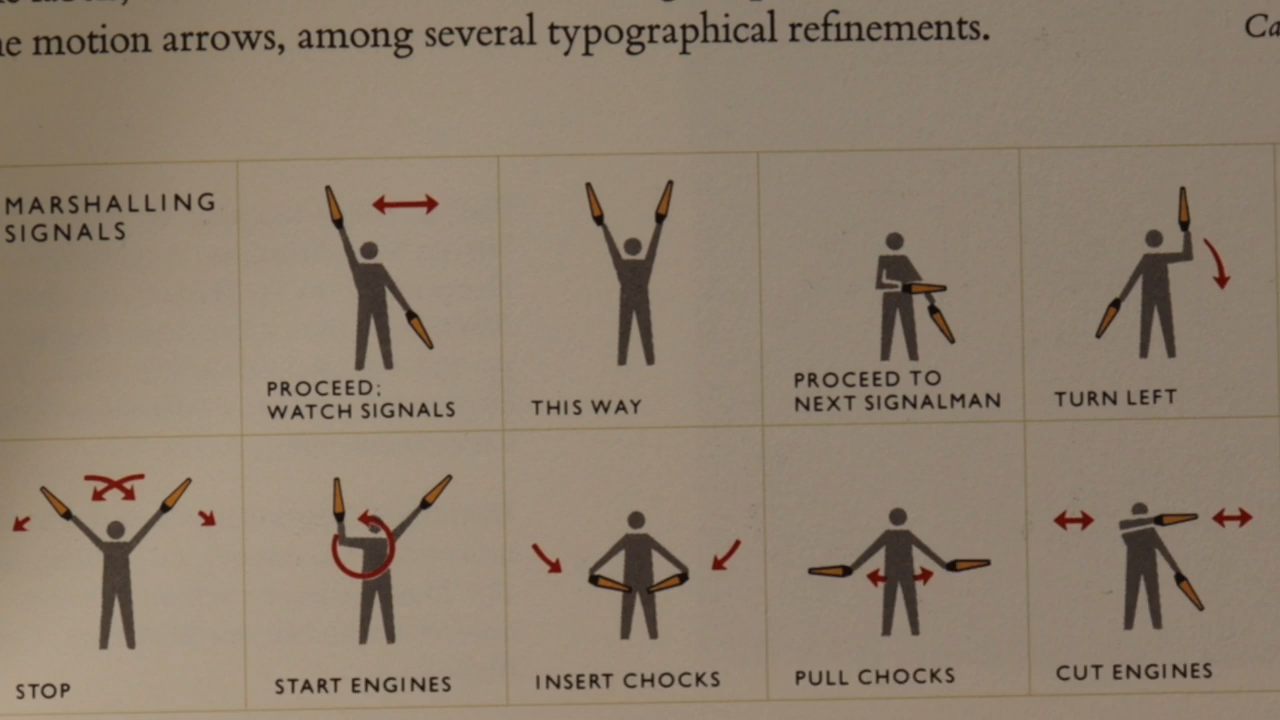 e motion arrows, among several typographical refinements.
Ca
MARSHALLING
SIGNALS
PROCEED:
WATCH SIGNALS
THIS WAY
PROCEED TO
NEXT SIGNALMAN
TURN LEFT
STOP
START ENGINES
INSERT CHOCKS
PULL CHOCKS
CUT ENGINES